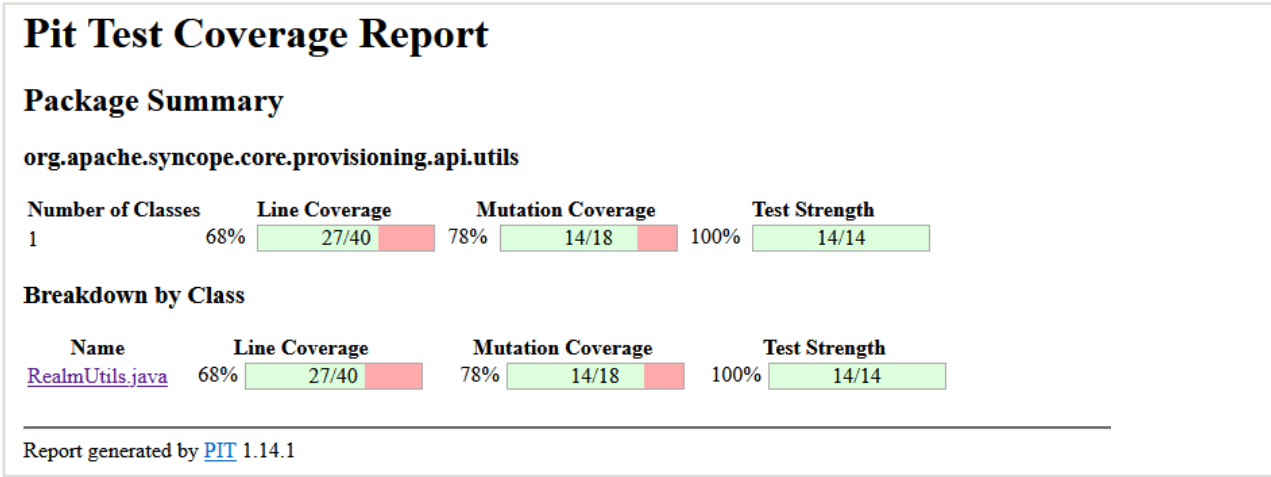 Pit Test Coverage Report
Package Summary
org.apache.syncope.core.provisioning.api.utils
Number of Classes Line Coverage Mutation Coverage Test Strength
1 68% 27/40 78% 14/18 100% 14/14
Breakdown by Class
Name Line Coverage Mutation Coverage Test Strength
RealmUtils.java 68% 27/40 78% 14/18 100% 14/14
Report generated by PIT 1.14.1